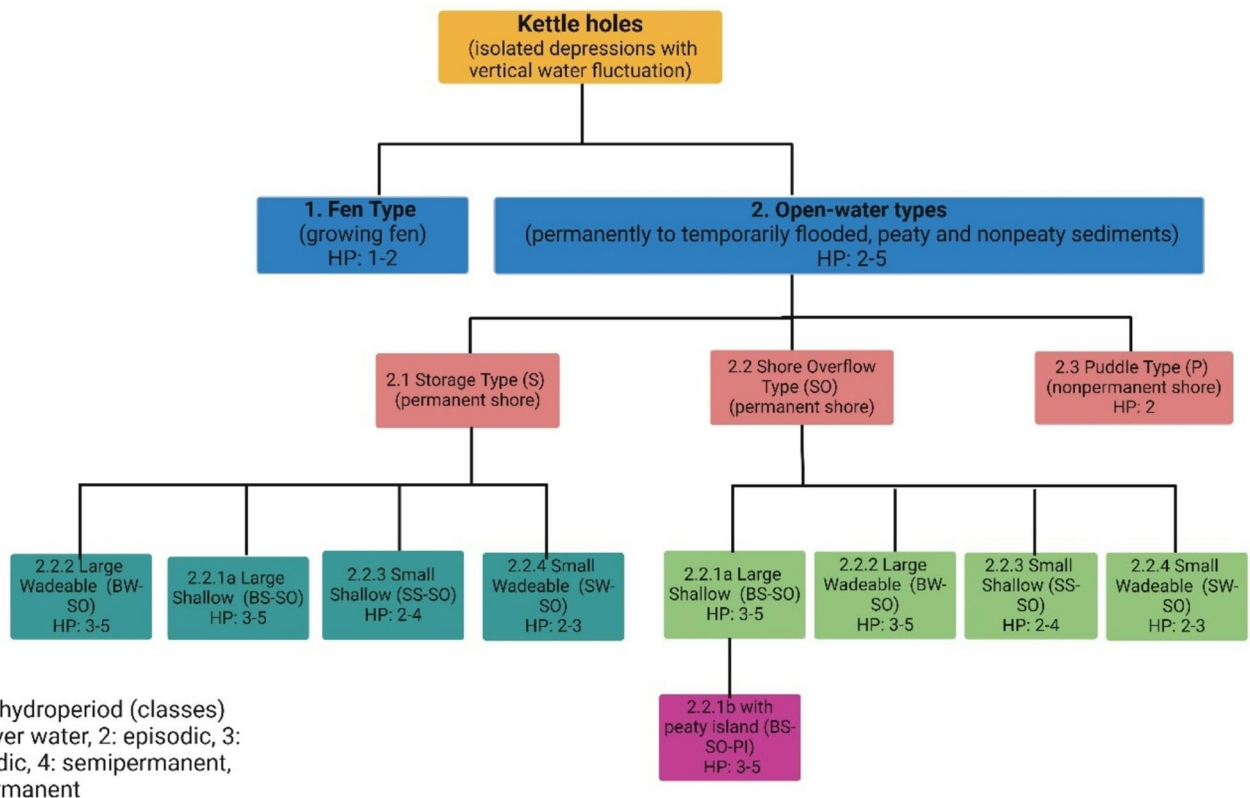 Kettle holes
(isolated depressions with
vertical water fluctuation)
1. Fen Type
(growing fen)
HP: 1-2
2. Open-water types
(permanently to temporarily flooded, peaty and nonpeaty sediments)
HP: 2-5
2.1 Storage Type (S)
(permanent shore)
2.2 Shore Overflow
Type (SO)
(permanent shore)
2.3 Puddle Type (P)
(nonpermanent shore)
HP: 2
2.2.2 Large
Wadeable (BW-
SO)
HP: 3-5
2.2.1a Large
Shallow (BS-SO)
HP: 3-5
2.2.3 Small
Shallow (SS-SO)
HP: 2-4
2.2.4 Small
Wadeable (SW-
SO)
HP: 2-3
2.2.1a Large
Shallow (BS-SO)
HP: 3-5
2.2.2 Large
Wadeable (BW-
SO)
HP: 3-5
2.2.3 Small
Shallow (SS-
SO)
HP: 2-4
2.2.4 Small
Wadeable (SW-
SO)
HP: 2-3
2.2.1b with
peaty island (BS-
SO-PI)
HP: 3-5
hydroperiod (classes)
water, 2: episodic, 3:
4: semipermanent,